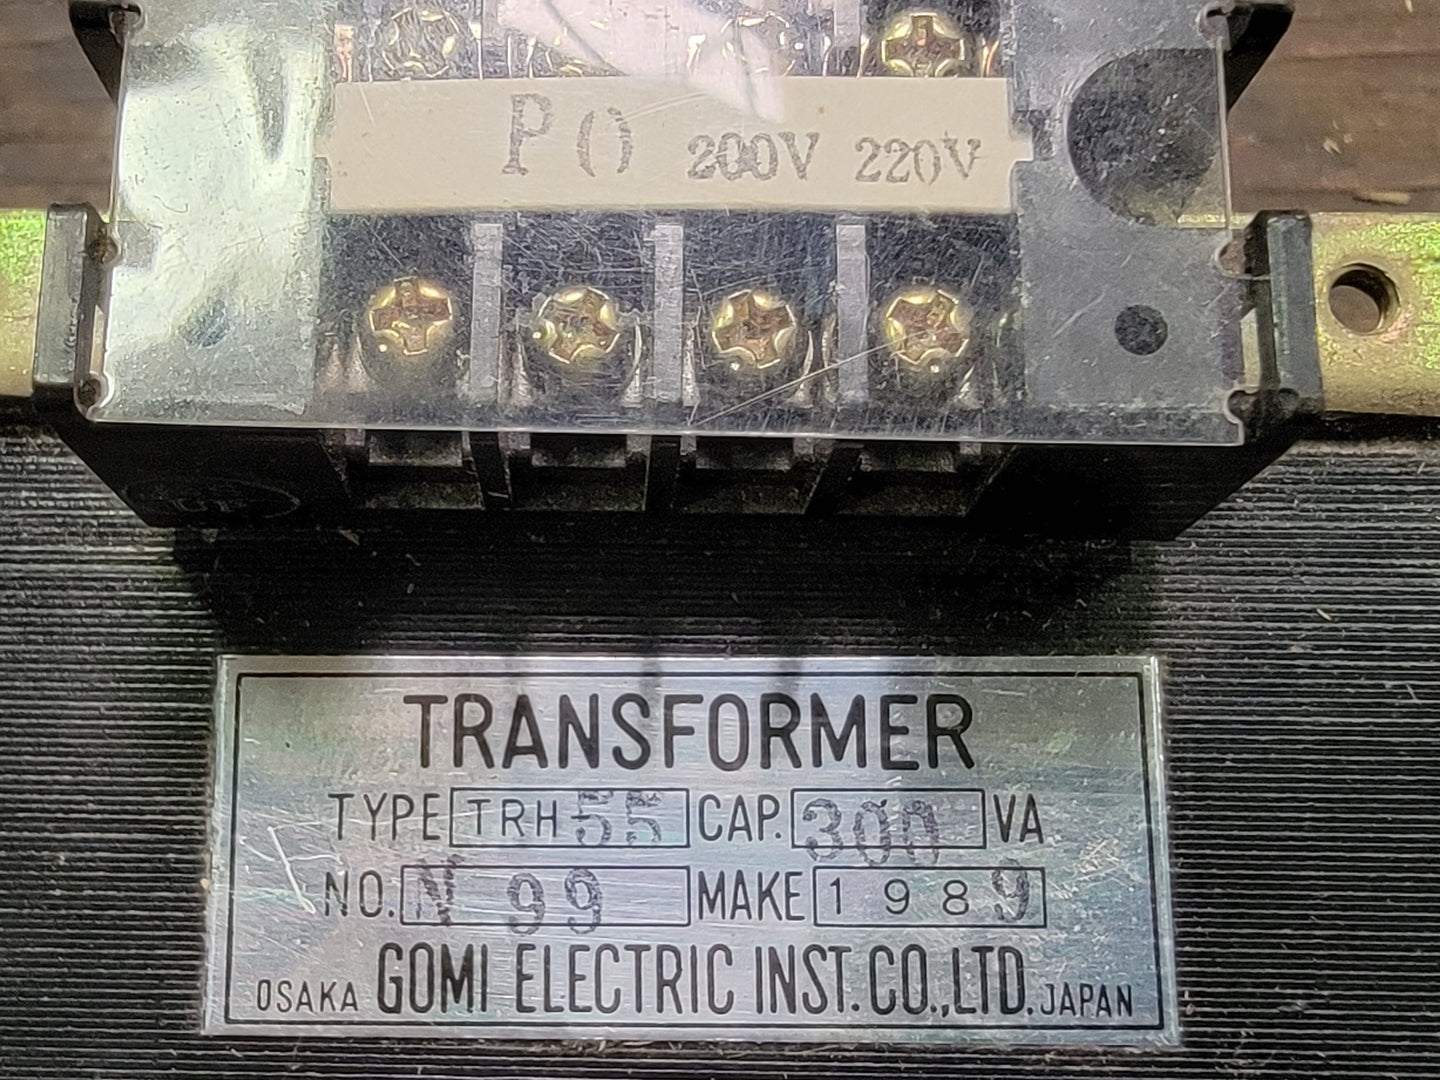 P 0 200V 220V
TRANSFORMER
TYPE TRH 55 CAP. 300 VA
NO. N 99 MAKE 1989
OSAKA GOMI ELECTRIC INST. CO., LTD. JAPAN